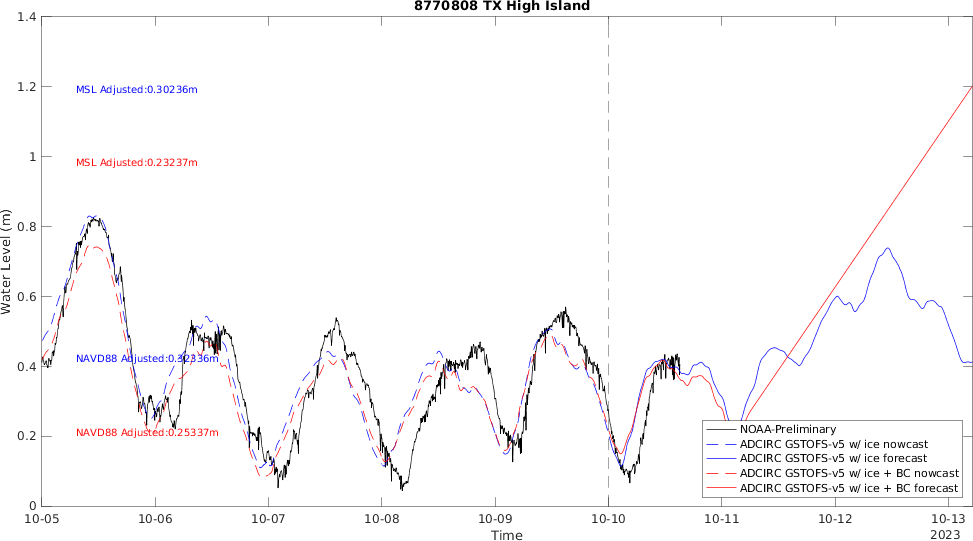 8770808 TX High Island
1.4
1.2
1
0.8
0.6
0.4
0.2
0
Water Level (m)
MSL Adjusted:0.30236m
MSL Adjusted:0.23237m
NAVD88 Adjusted:0.32336m
NAVD88 Adjusted:0.25337m
NOAA-Preliminary
ADCIRC GSTOFS-v5 w/ ice nowcast
ADCIRC GSTOFS-v5 w/ ice forecast
ADCIRC GSTOFS-v5 w/ ice + BC nowcast
ADCIRC GSTOFS-v5 w/ ice + BC forecast
10-05 10-06 10-07 10-08 10-09 10-10 10-11 10-12 10-13
Time
2023